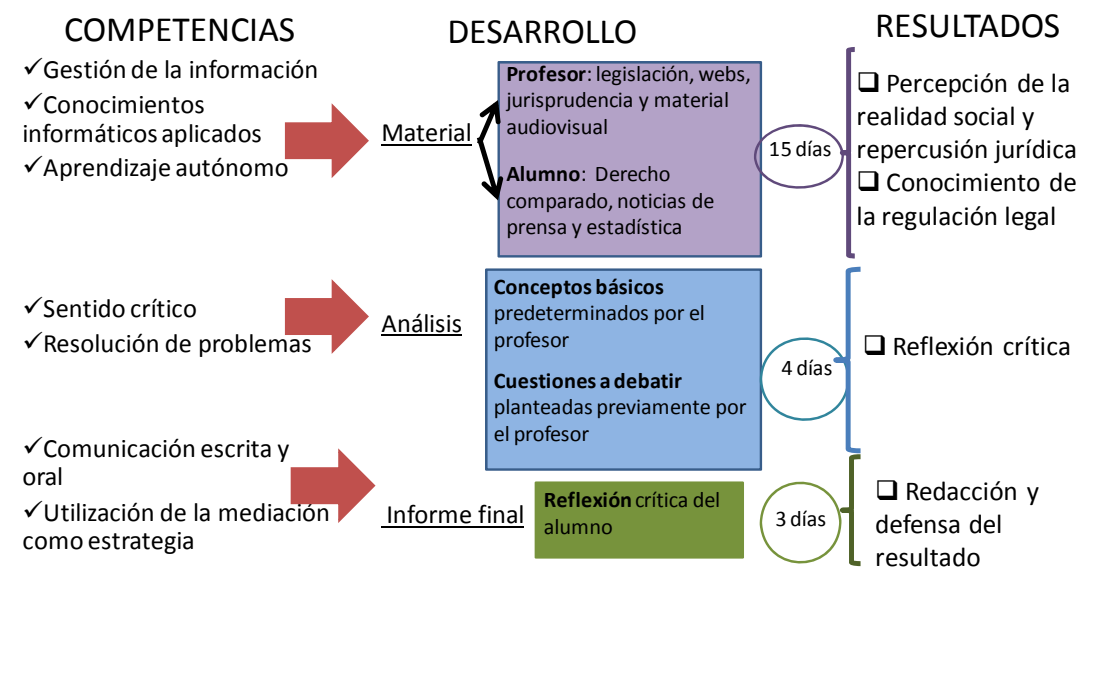 COMPETENCIAS
DESARROLLO
RESULTADOS
✓Gestión de la información
✓Conocimientos
informáticos aplicados
✓Aprendizaje autónomo
Material
Profesor: legislación, webs,
jurisprudencia y material
audiovisual
Alumno: Derecho
comparado, noticias de
prensa y estadística
15 días
❑ Percepción de la
realidad social y
repercusión jurídica
❑ Conocimiento de
la regulación legal
✓Sentido crítico
✓Resolución de problemas
Análisis
Conceptos básicos
predeterminados por el
profesor
Cuestiones a debatir
planteadas previamente por
el profesor
4 días
❑ Reflexión crítica
✓Comunicación escrita y
oral
✓Utilización de la mediación
como estrategia
Informe final
Reflexión crítica del
alumno
3 días
❑ Redacción y
defensa del
resultado